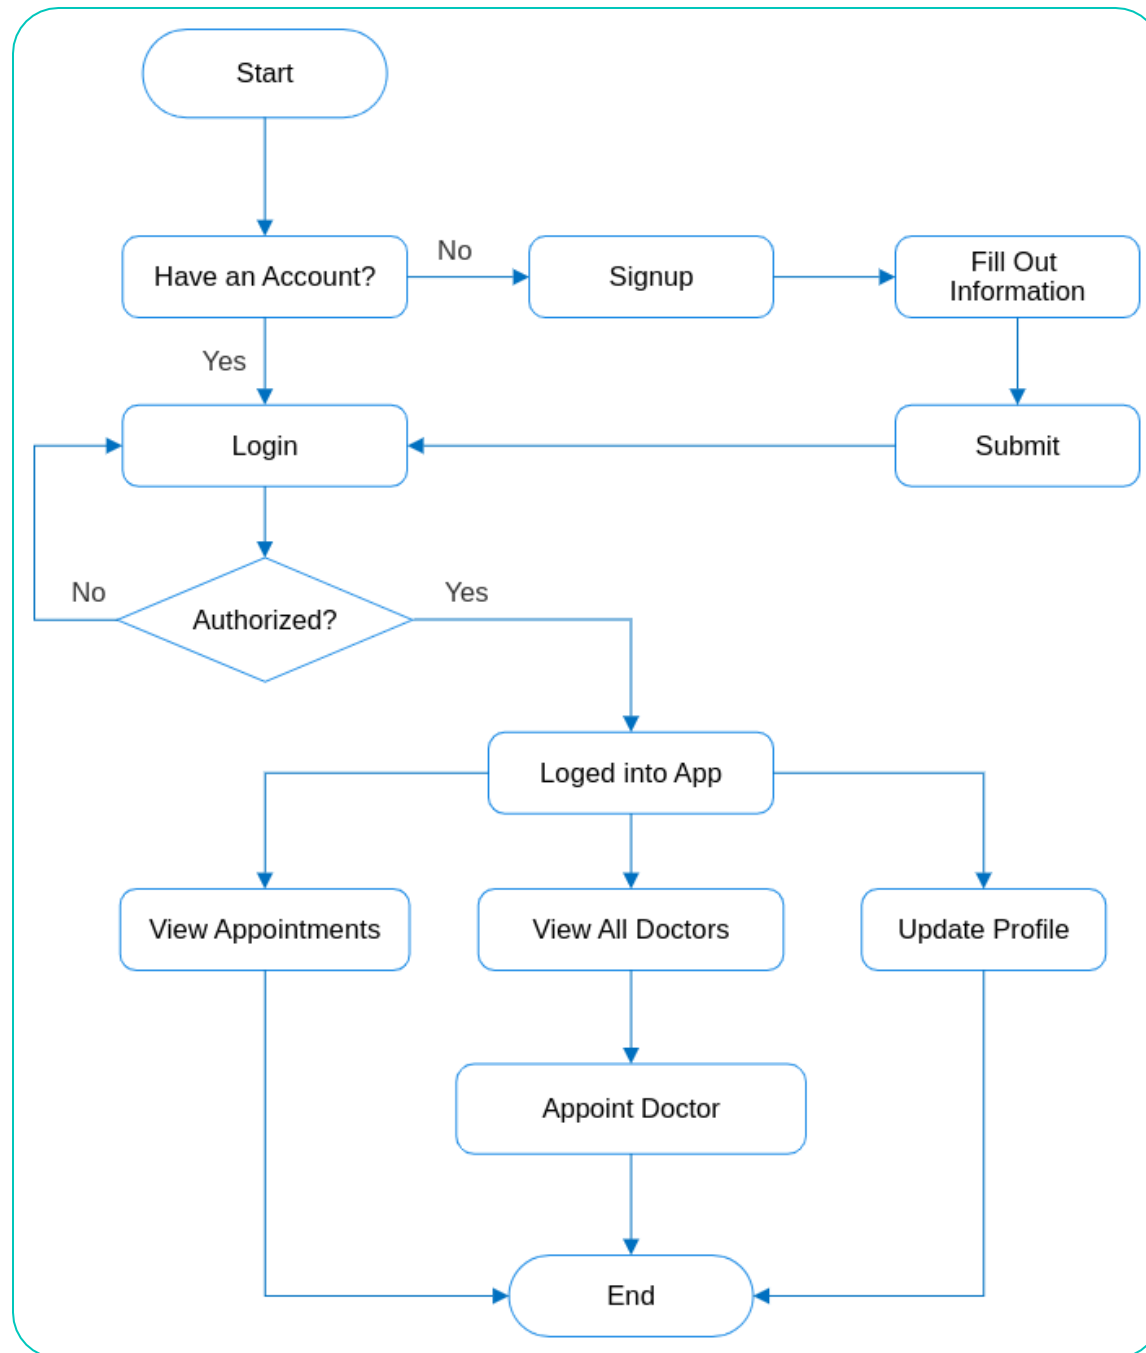 Start
Have an Account?
No
Signup
Fill Out
Information
Yes
Login
Submit
No
Authorized?
Yes
Loged into App
View Appointments
View All Doctors
Update Profile
Appoint Doctor
End